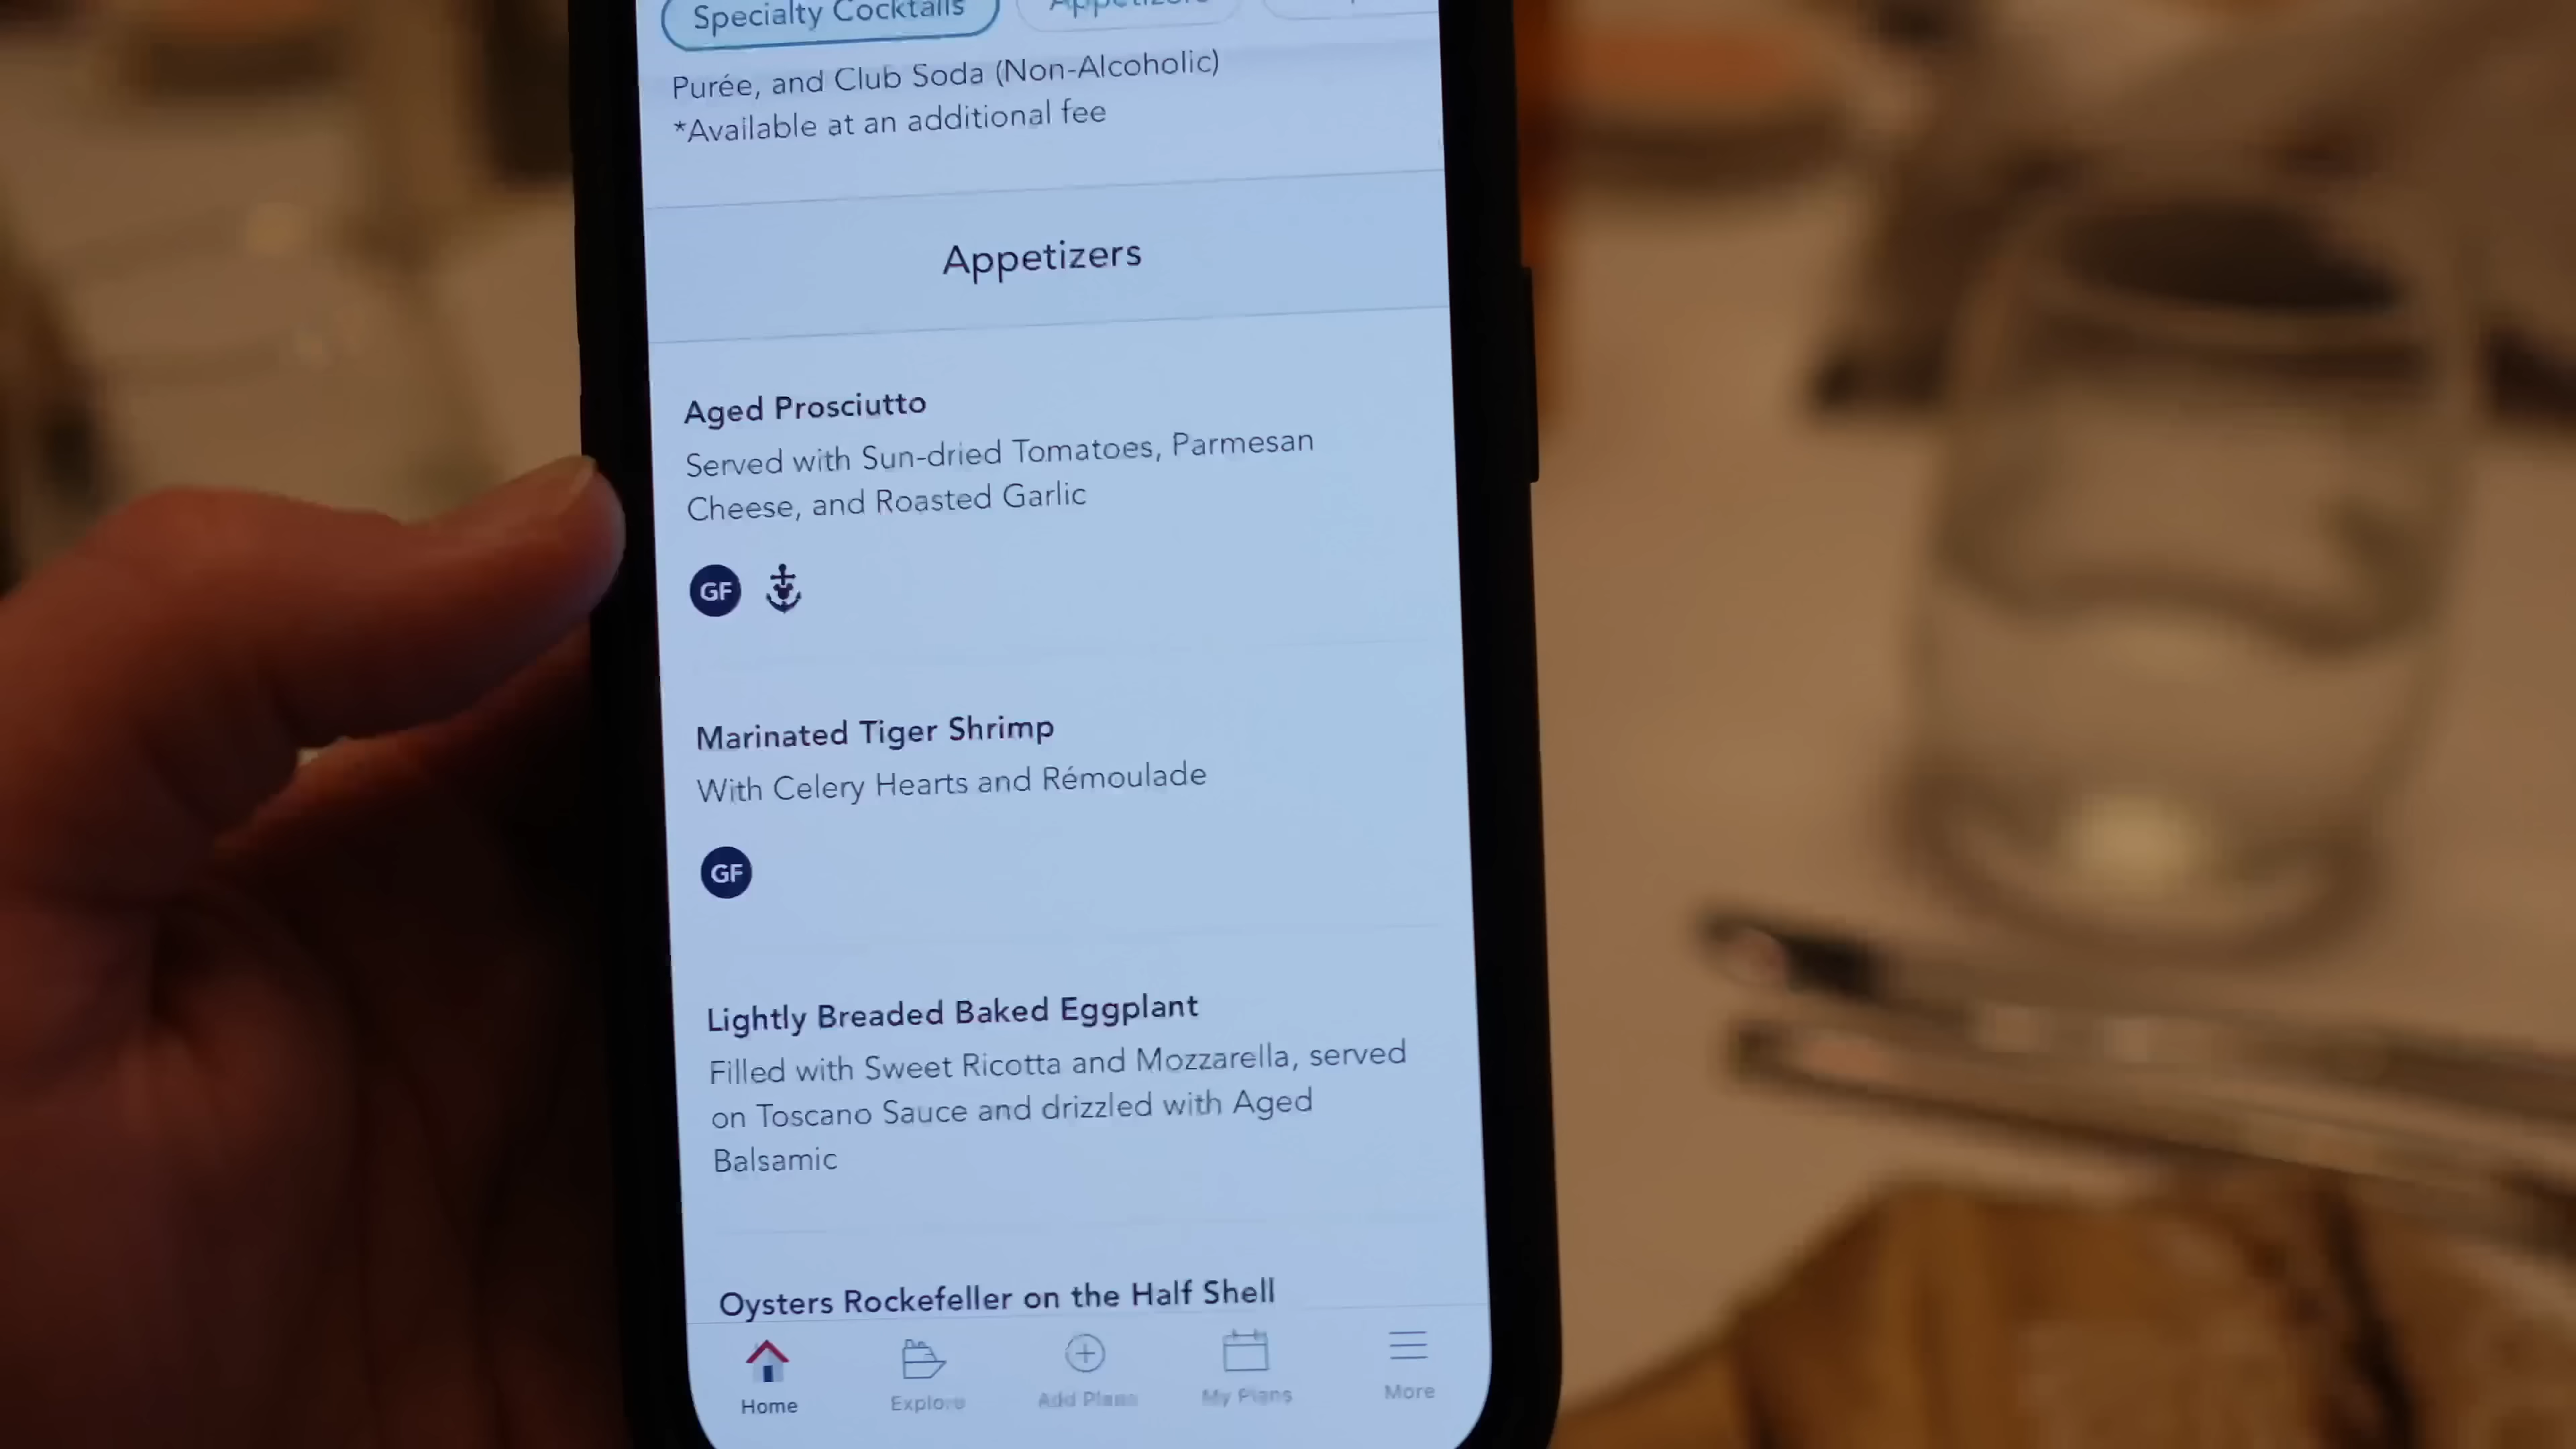 Specialty Cocktails
Appetizers
Purée, and Club Soda (Non-Alcoholic)
*Available at an additional fee
Appetizers
Aged Prosciutto
Served with Sun-dried Tomatoes, Parmesan
Cheese, and Roasted Garlic
GF
Marinated Tiger Shrimp
With Celery Hearts and Rémoulade
GF
Lightly Breaded Baked Eggplant
Filled with Sweet Ricotta and Mozzarella, served
on Toscano Sauce and drizzled with Aged
Balsamic
Oysters Rockefeller on the Half Shell
Home
Explore
Add Plans
My Plans
More